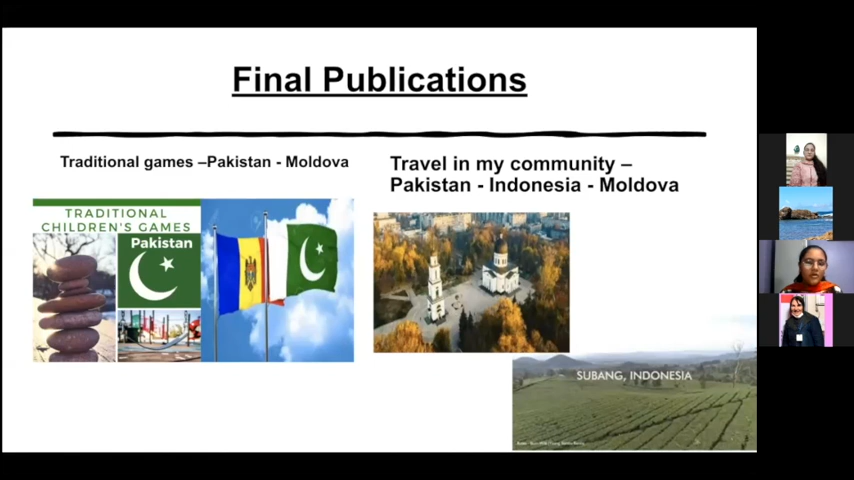 Final Publications
Traditional games –Pakistan - Moldova
Travel in my community –
Pakistan - Indonesia - Moldova
TRADITIONAL
CHILDREN'S GAMES
Pakistan
SUBANG, INDONESIA